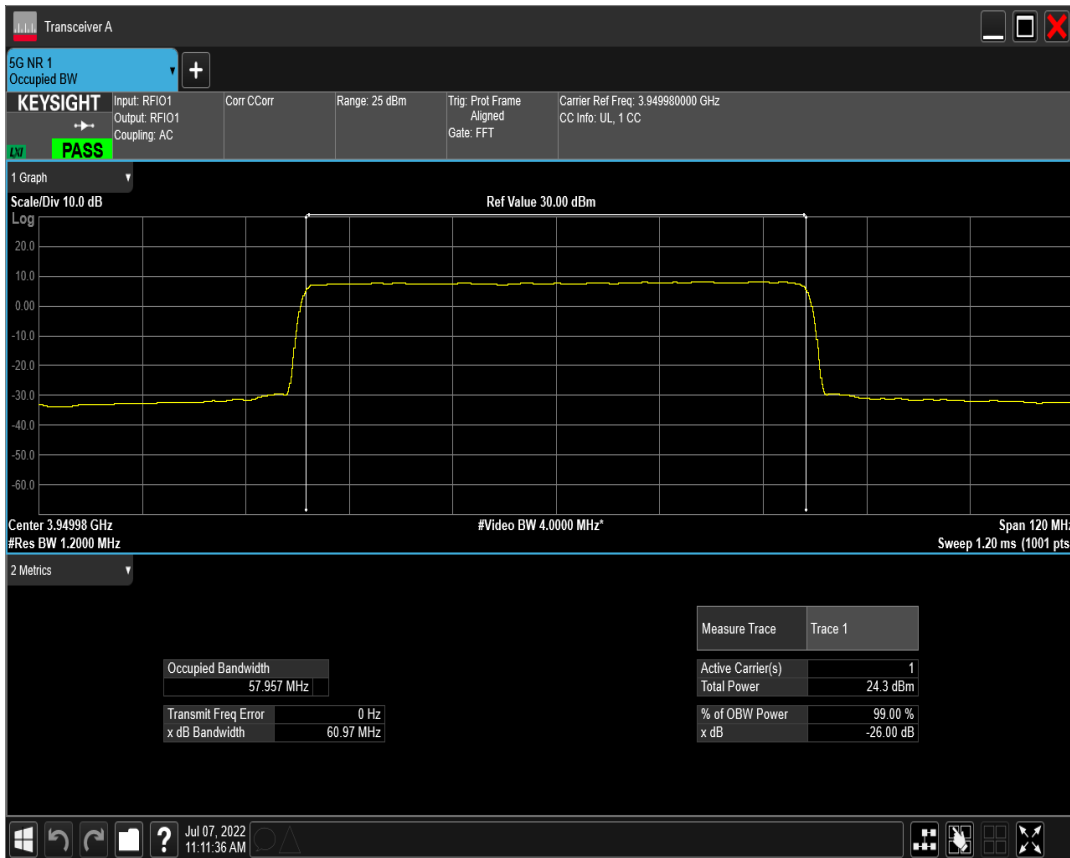 Transceiver A
5G NR 1
Occupied BW
KEYSIGHT
LXI
PASS
Input: RFIO1
Output: RFIO1
Coupling: AC
Corr CCorr
Range: 25 dBm
Trig: Prot Frame
Aligned
Gate: FFT
Carrier Ref Freq: 3.949980000 GHz
CC Info: UL, 1 CC
1 Graph
Scale/Div 10.0 dB
Ref Value 30.00 dBm
Log
20.0
10.0
0.00
-10.0
-20.0
-30.0
-40.0
-50.0
-60.0
Center 3.94998 GHz
#Video BW 4.0000 MHz*
Span 120 MHz
#Res BW 1.2000 MHz
Sweep 1.20 ms (1001 pts
2 Metrics
Measure Trace Trace 1
Occupied Bandwidth
57.957 MHz
Active Carrier(s) 1
Total Power 24.3 dBm
Transmit Freq Error 0 Hz
x dB Bandwidth 60.97 MHz
% of OBW Power 99.00 %
x dB -26.00 dB
?
Jul 07, 2022
11:11:36 AM